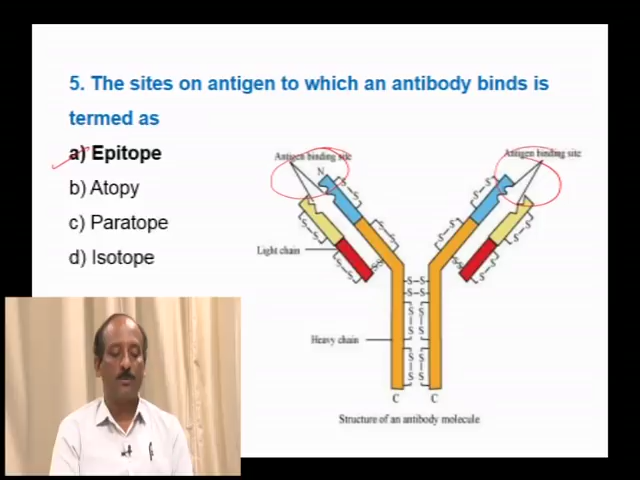 5. The sites on antigen to which an antibody binds is
termed as
a) Epitope
b) Atopy
c) Paratope
d) Isotope
Antigen binding site
Antigen binding site
N
Light chain
Heavy chain
S
S
S
S
S
S
S
S
S
S
S
S
S–S
S–S
S–S
S–S
S–S
S–S
C
C
Structure of an antibody molecule